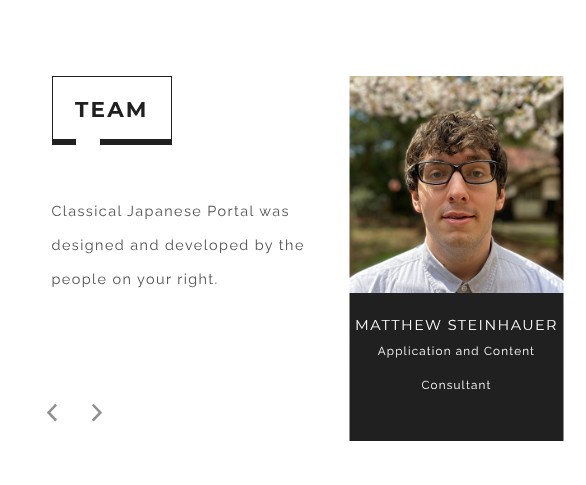 TEAM
Classical Japanese Portal was
designed and developed by the
people on your right.
MATTHEW STEINHAUER
Application and Content
Consultant